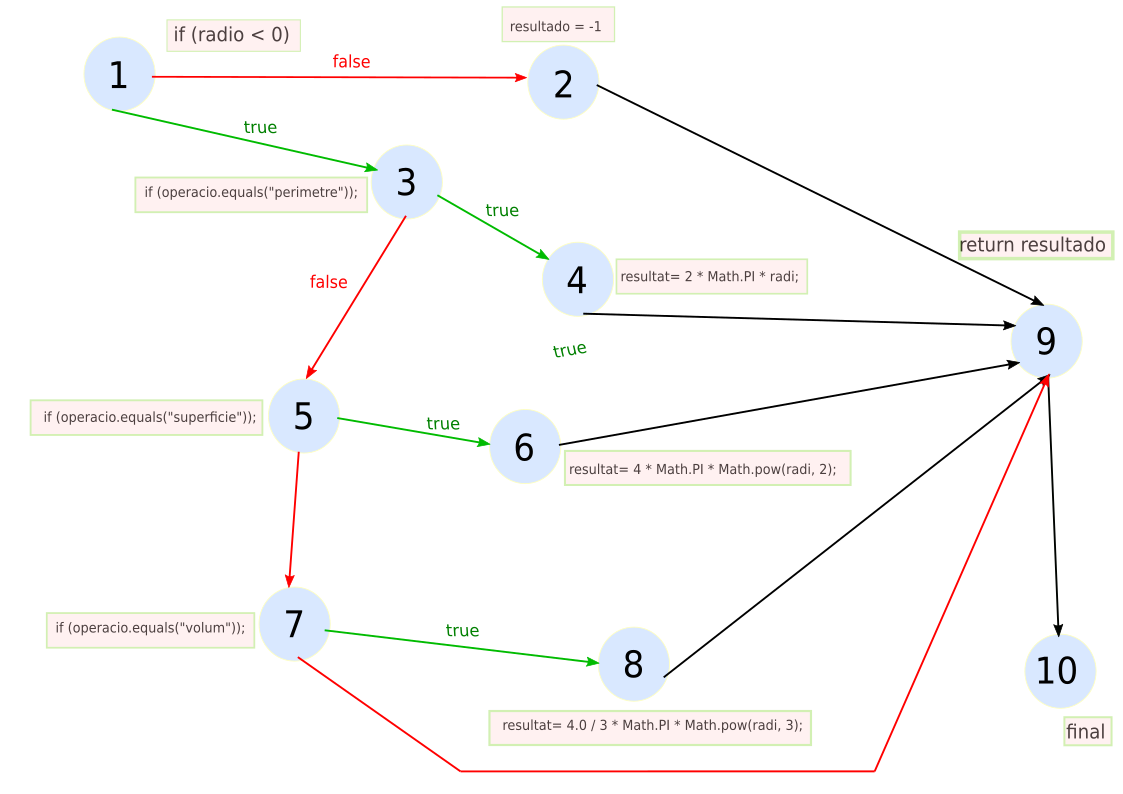 if (radio < 0)
resultado = -1
1
false
2
true
3
if (operacio.equals("perimetre"));
true
return resultado
false
4
resultat= 2 * Math.PI * radi;
9
true
if (operacio.equals("superficie"));
5
true
6
resultat= 4 * Math.PI * Math.pow(radi, 2);
if (operacio.equals("volum"));
7
true
8
10
resultat= 4.0 / 3 * Math.PI * Math.pow(radi, 3);
final